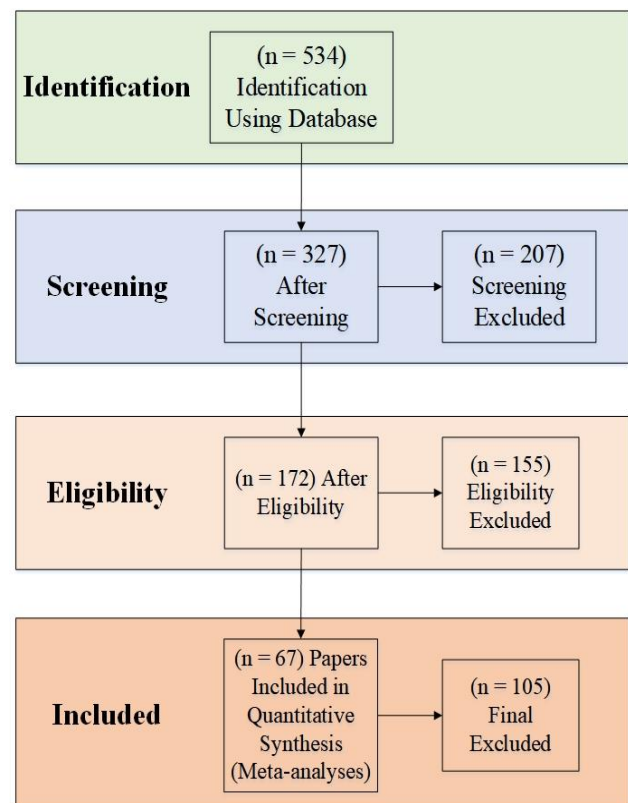 Identification
(n = 534)
Identification
Using Database
Screening
(n = 327)
After
Screening
(n = 207)
Screening
Excluded
Eligibility
(n = 172) After
Eligibility
(n = 155)
Eligibility
Excluded
Included
(n = 67) Papers
Included in
Quantitative
Synthesis
(Meta-analyses)
(n = 105)
Final
Excluded